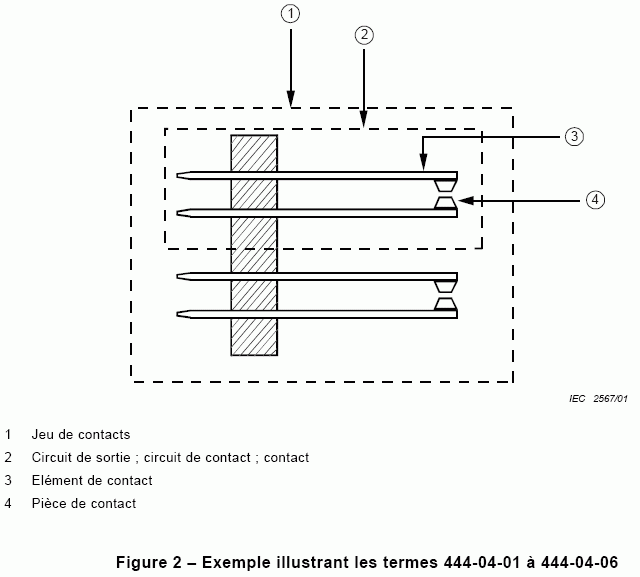 1
2
3
4
IEC 2567/01
1 Jeu de contacts
2 Circuit de sortie ; circuit de contact ; contact
3 Elément de contact
4 Pièce de contact
Figure 2 – Exemple illustrant les termes 444-04-01 à 444-04-06